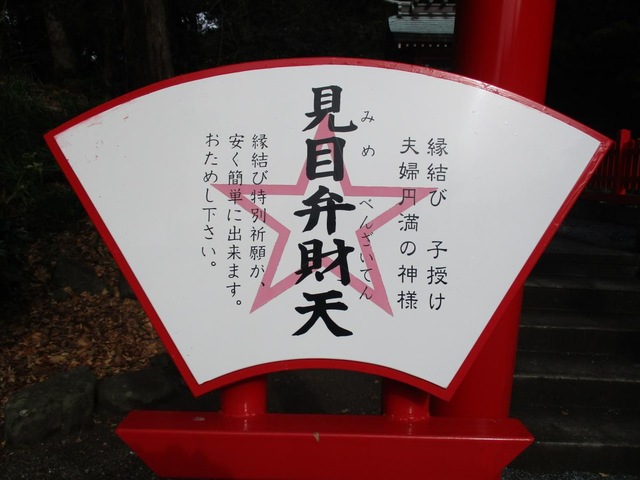 縁結び 子授け
夫婦円満の神様
みめ べんざいてん
見目弁財天
縁結び特別祈願が、
安く簡単に出来ます。
おためし下さい。